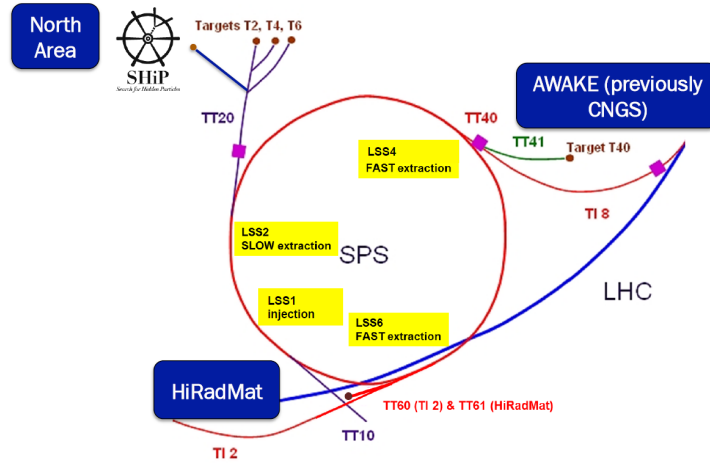 North
Area
SHiP
Search for Hidden Particles
Targets T2, T4, T6
TT20
AWAKE (previously
CNGS)
TT40
TT41
Target T40
LSS4
FAST extraction
TI 8
LSS2
SLOW extraction
SPS
LHC
LSS1
injection
LSS6
FAST extraction
HiRadMat
TT60 (TI 2) & TT61 (HiRadMat)
TT10
TI 2